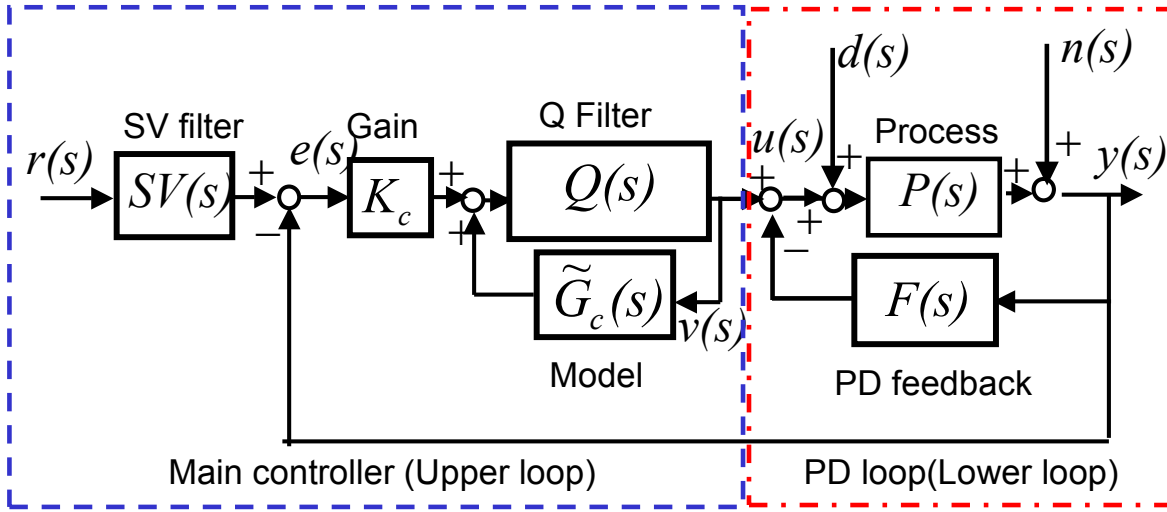 d(s)
n(s)
SV filter
Gain
Q Filter
Process
r(s)
SV(s)
+
−
e(s)
K_c
+
+
Q(s)
u(s)
+
−
+
+
P(s)
+
+
y(s)
G̃_c(s)
v(s)
F(s)
Model
PD feedback
Main controller (Upper loop)
PD loop(Lower loop)